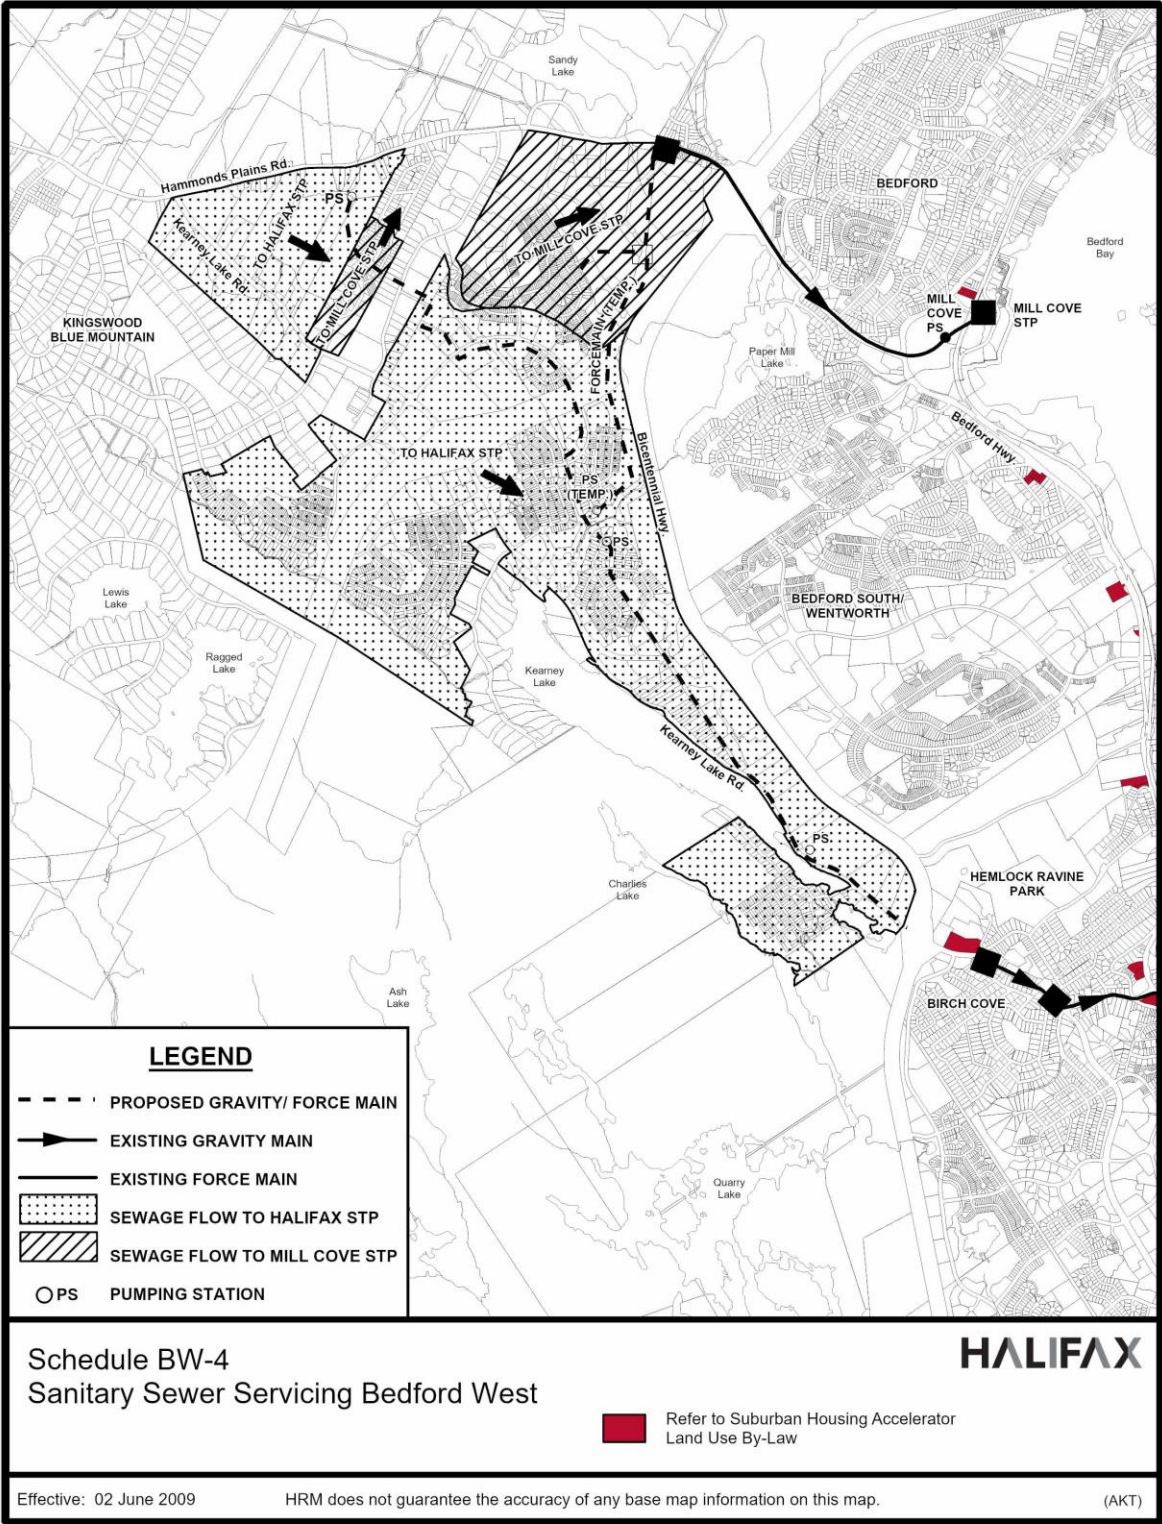 Sandy
Lake
Hammonds Plains Rd.
PS
TO HALIFAX STP
Kearney Lake Rd.
TO MILL COVE STP
TO MILL COVE STP
FORCEMAIN (TEMP.)
BEDFORD
Bedford
Bay
MILL
COVE
PS
MILL COVE
STP
KINGSWOOD
BLUE MOUNTAIN
Paper Mill
Lake
Bedford Hwy.
TO HALIFAX STP
Bicentennial Hwy.
PS
(TEMP.)
PS
Lewis
Lake
BEDFORD SOUTH/
WENTWORTH
Ragged
Lake
Kearney
Lake
Kearney Lake Rd.
PS
Charlies
Lake
HEMLOCK RAVINE
PARK
Ash
Lake
BIRCH COVE
Quarry
Lake
LEGEND
PROPOSED GRAVITY/ FORCE MAIN
EXISTING GRAVITY MAIN
EXISTING FORCE MAIN
SEWAGE FLOW TO HALIFAX STP
SEWAGE FLOW TO MILL COVE STP
PS PUMPING STATION
Schedule BW-4
Sanitary Sewer Servicing Bedford West
HALIFAX
Refer to Suburban Housing Accelerator
Land Use By-Law
Effective: 02 June 2009
HRM does not guarantee the accuracy of any base map information on this map.
(AKT)